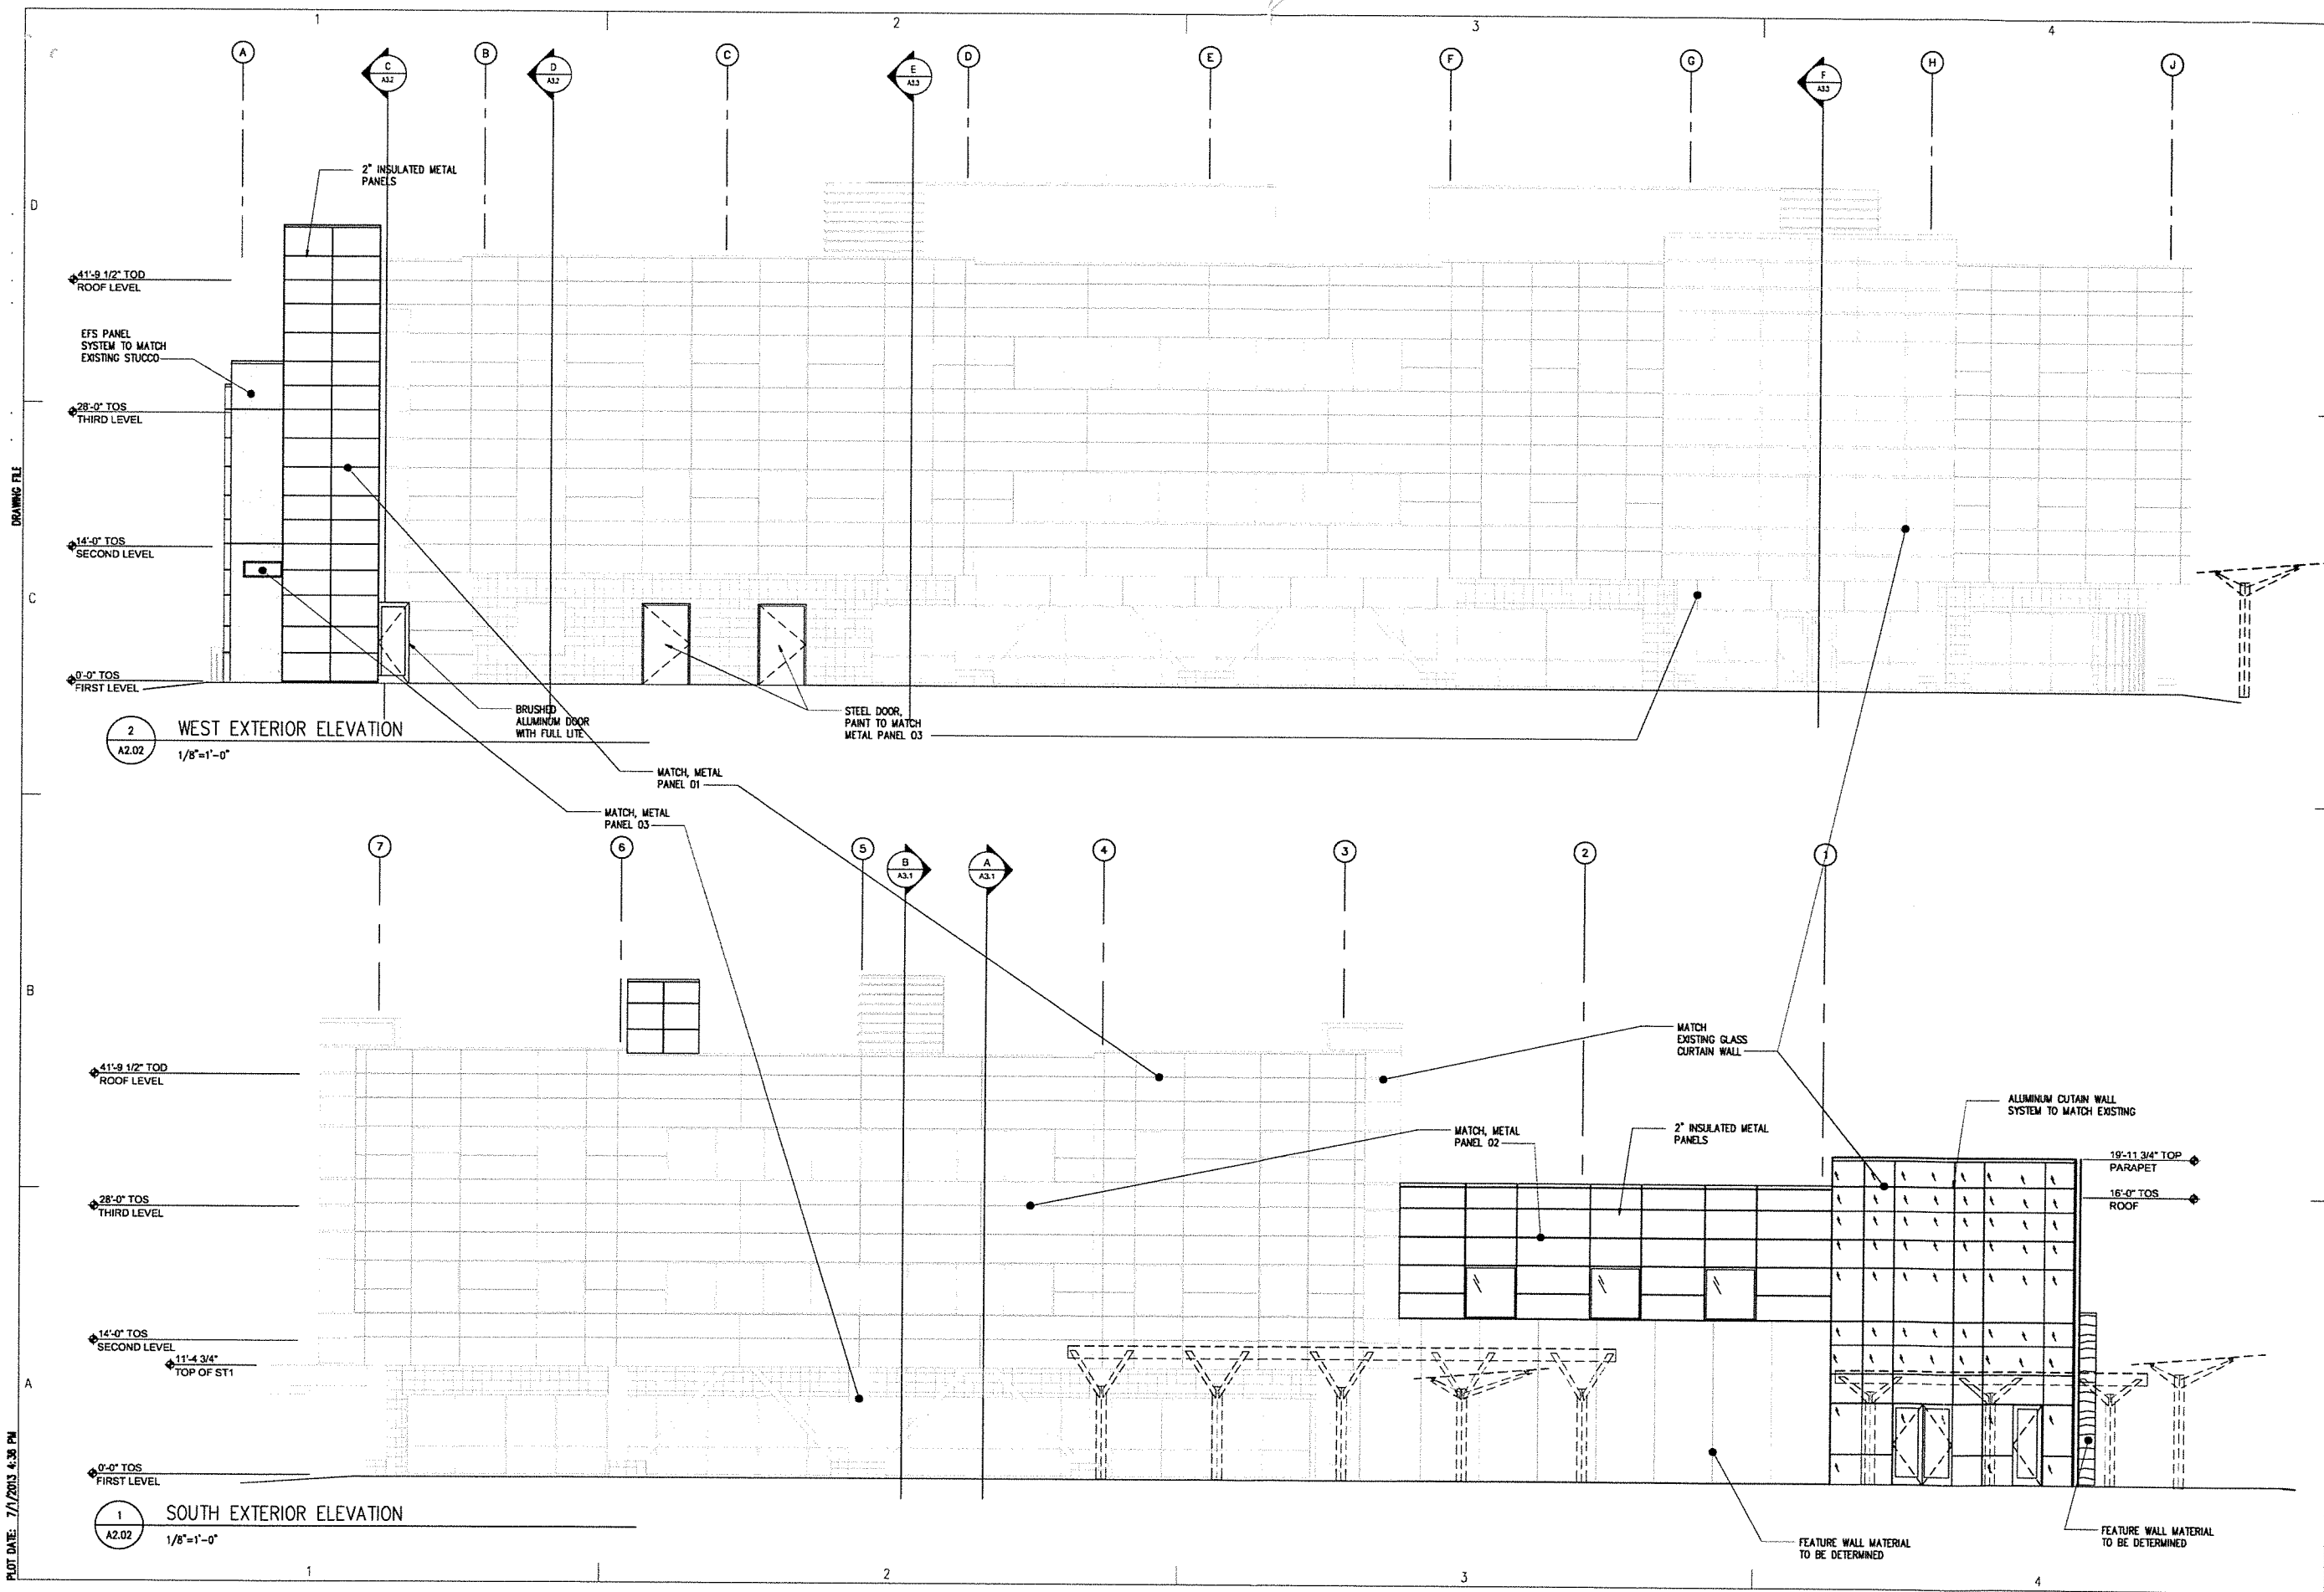 1
2
3
4
A
C
A3.2
B
D
A3.2
C
E
A3.3
D
E
F
G
F
A3.3
H
J
2" INSULATED METAL
PANELS
D
41'-9 1/2" TOD
ROOF LEVEL
EFS PANEL
SYSTEM TO MATCH
EXISTING STUCCO
28'-0" TOS
THIRD LEVEL
DRAWING FILE
14'-0" TOS
SECOND LEVEL
C
0'-0" TOS
FIRST LEVEL
2
A2.02
WEST EXTERIOR ELEVATION
1/8"=1'-0"
BRUSHED
ALUMINUM DOOR
WITH FULL LITE
STEEL DOOR,
PAINT TO MATCH
METAL PANEL 03
MATCH, METAL
PANEL 01
MATCH, METAL
PANEL 03
7
6
5
B
A3.1
A
A3.1
4
3
2
1
B
MATCH
EXISTING GLASS
CURTAIN WALL
41'-9 1/2" TOD
ROOF LEVEL
ALUMINUM CUTAIN WALL
SYSTEM TO MATCH EXISTING
MATCH, METAL
PANEL 02
2" INSULATED METAL
PANELS
19'-11 3/4" TOP
PARAPET
16'-0" TOS
ROOF
28'-0" TOS
THIRD LEVEL
14'-0" TOS
SECOND LEVEL
11'-4 3/4"
TOP OF ST1
A
0'-0" TOS
FIRST LEVEL
1
A2.02
SOUTH EXTERIOR ELEVATION
1/8"=1'-0"
FEATURE WALL MATERIAL
TO BE DETERMINED
FEATURE WALL MATERIAL
TO BE DETERMINED
PLOT DATE: 7/1/2013 4:36 PM
1
2
3
4